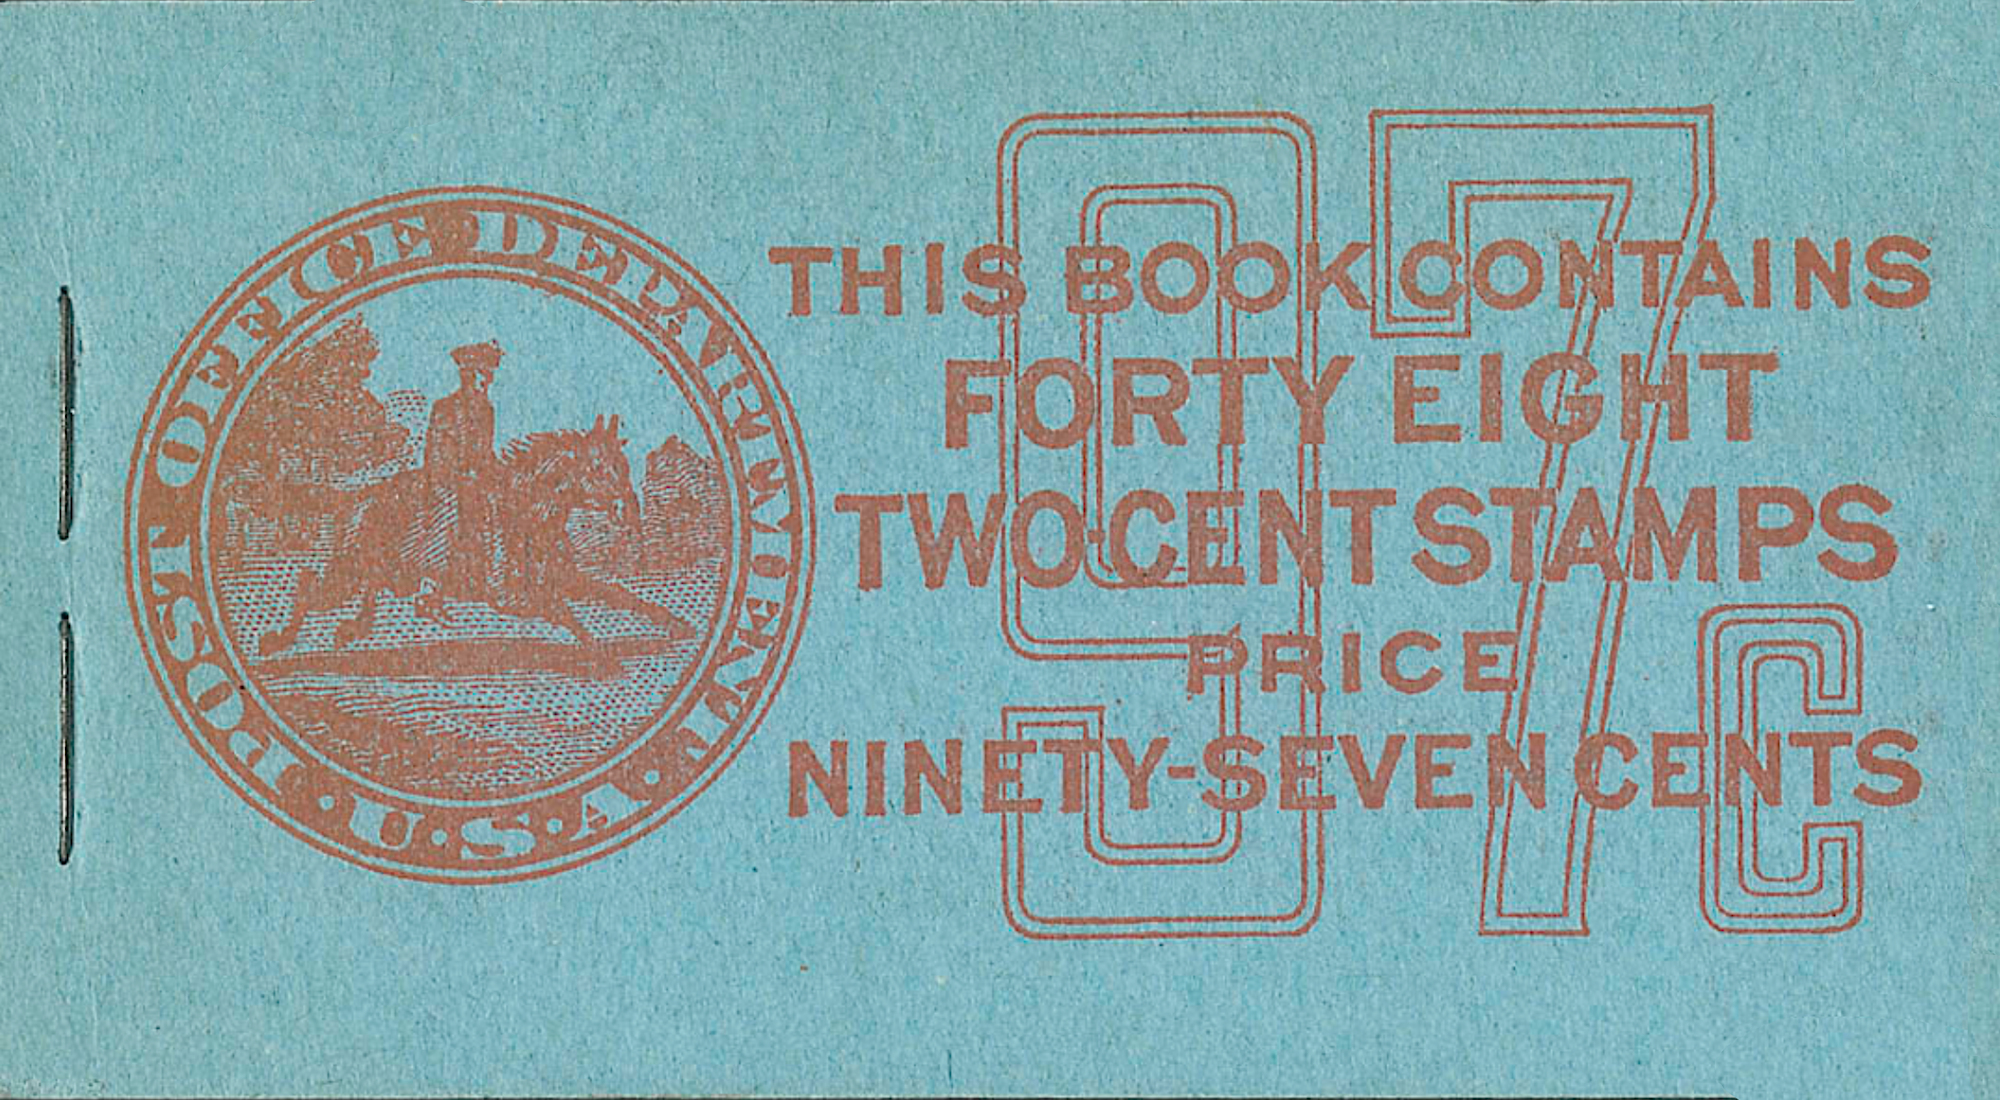 POST OFFICE DEPARTMENT U.S.A.
97c
THIS BOOK CONTAINS
FORTY EIGHT
TWO-CENT STAMPS
PRICE
NINETY-SEVEN CENTS